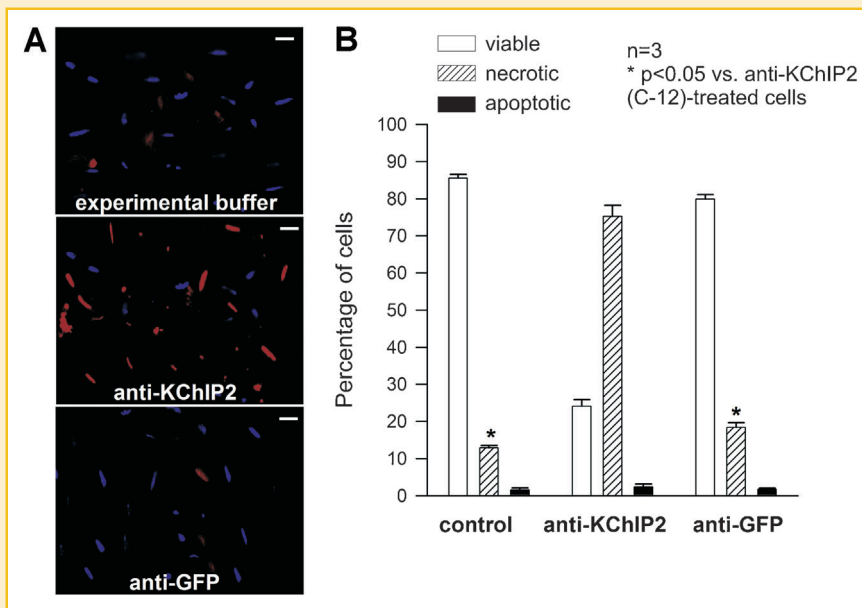 A
experimental buffer
anti-KChIP2
anti-GFP
B
viable
necrotic
apoptotic
n=3
* p<0.05 vs. anti-KChIP2
(C-12)-treated cells
Percentage of cells
100
90
80
70
60
50
40
30
20
10
0
*
*
control
anti-KChIP2
anti-GFP